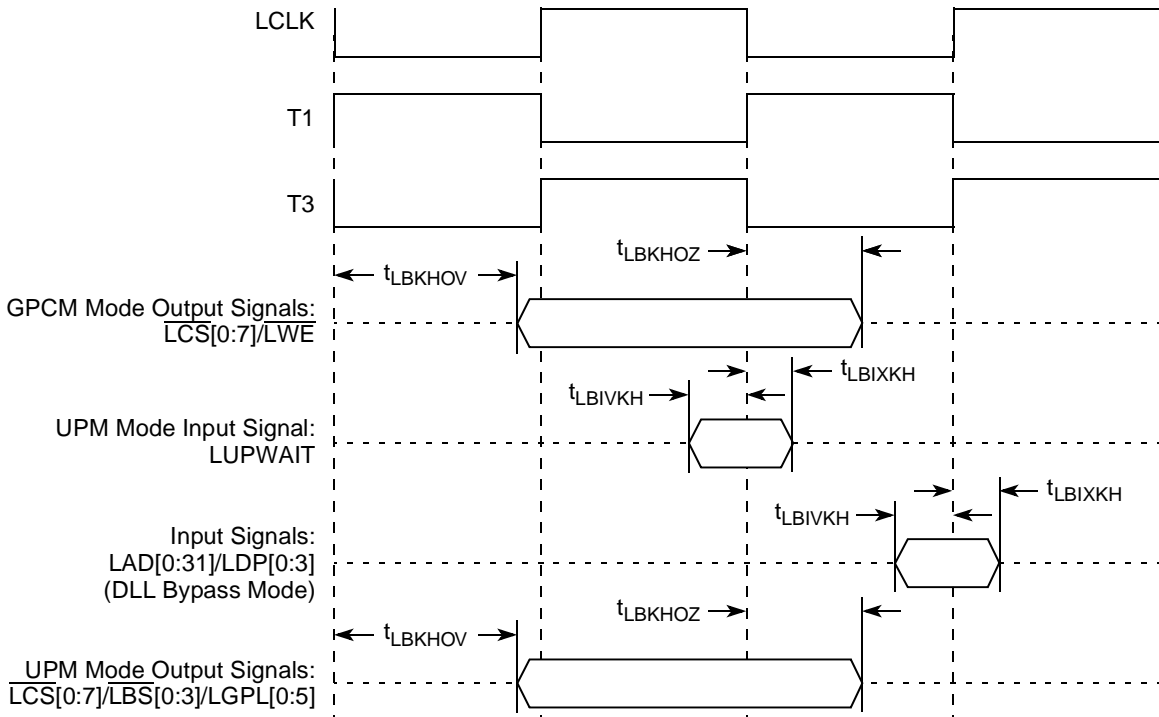 LCLK
T1
T3
tLBKHOZ
tLBKHOV
GPCM Mode Output Signals:
LCS[0:7]/LWE
tLBIXKH
tLBIVKH
UPM Mode Input Signal:
LUPWAIT
tLBIXKH
tLBIVKH
Input Signals:
LAD[0:31]/LDP[0:3]
(DLL Bypass Mode)
tLBKHOZ
tLBKHOV
UPM Mode Output Signals:
LCS[0:7]/LBS[0:3]/LGPL[0:5]